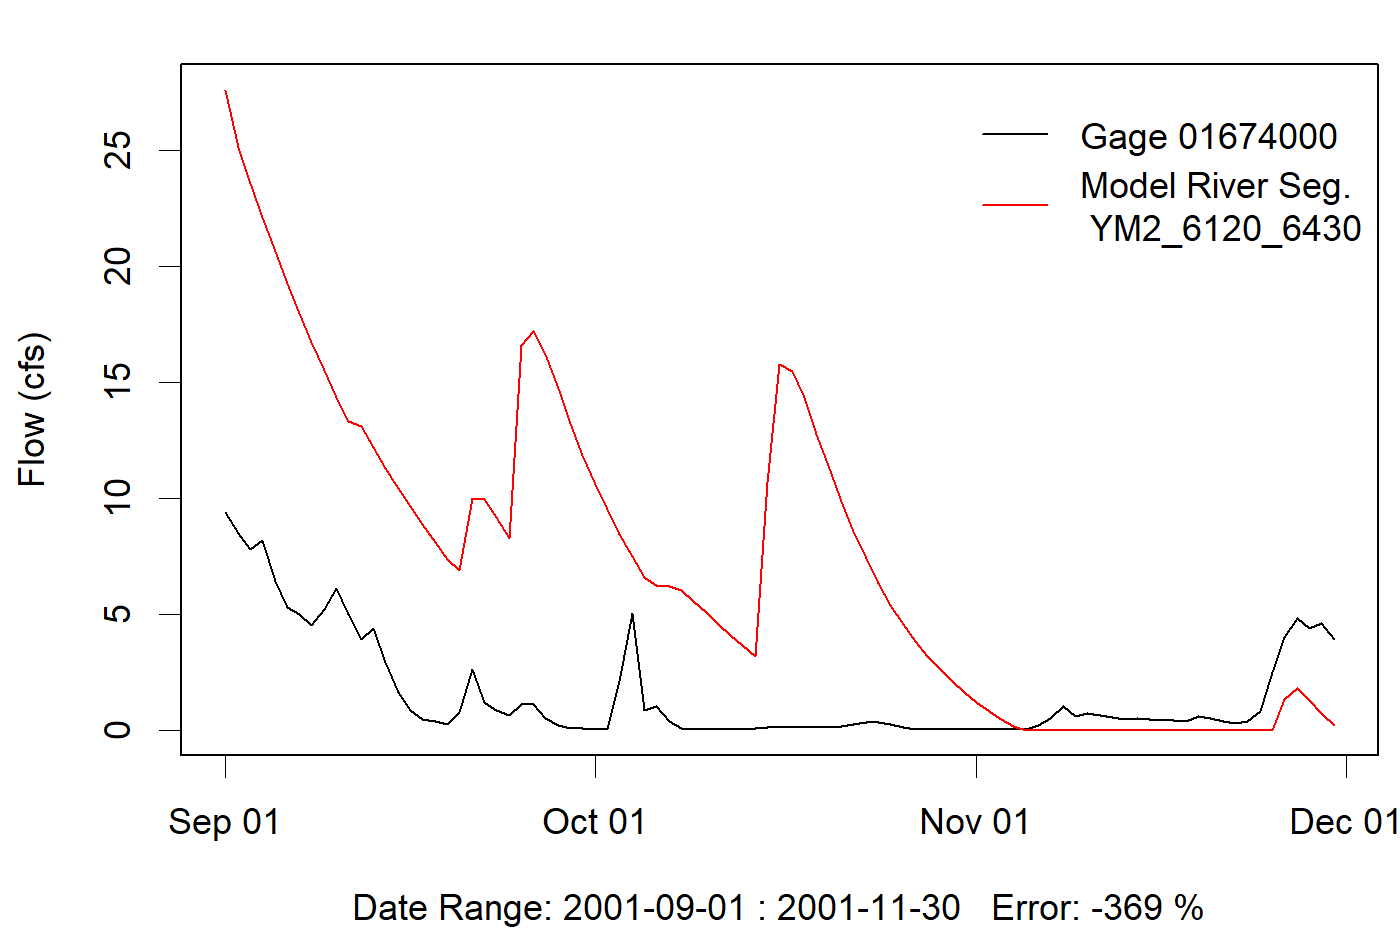 Gage 01674000
Model River Seg.
YM2_6120_6430
Flow (cfs)
25
20
15
10
5
0
Sep 01 Oct 01 Nov 01 Dec 01
Date Range: 2001-09-01 : 2001-11-30 Error: -369 %